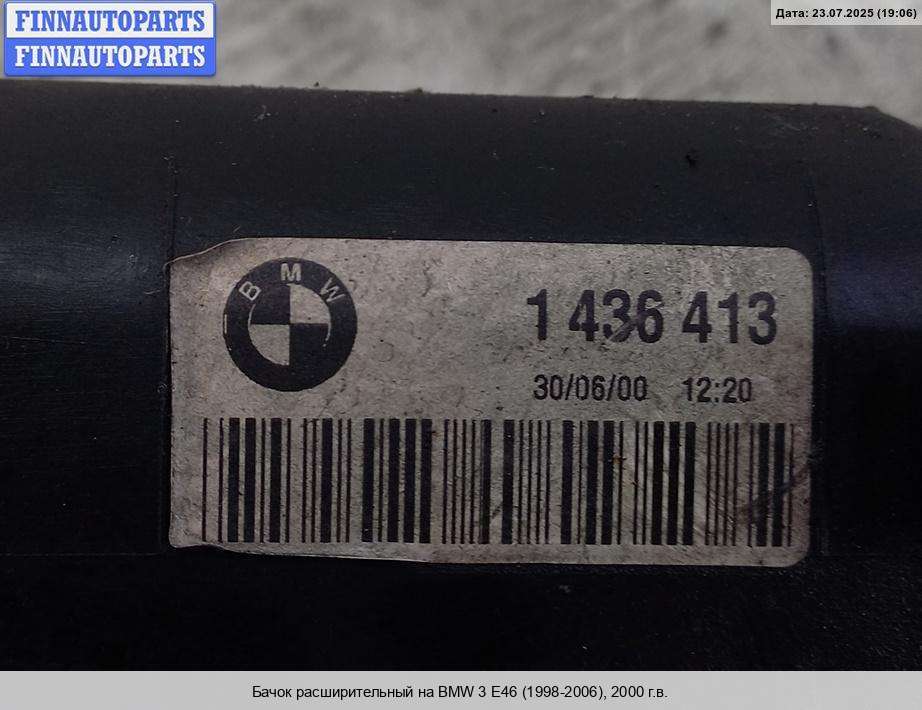 FINNAUTOPARTS
FINNAUTOPARTS
Дата: 23.07.2025 (19:06)
BMW
1 436 413
30/06/00 12:20
Бачок расширительный на BMW 3 E46 (1998-2006), 2000 г.в.